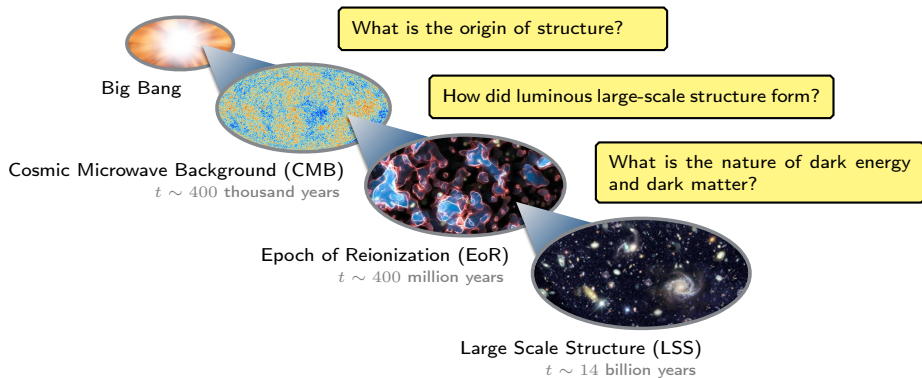 What is the origin of structure?
Big Bang
How did luminous large-scale structure form?
Cosmic Microwave Background (CMB)
t ∼ 400 thousand years
What is the nature of dark energy
and dark matter?
Epoch of Reionization (EoR)
t ∼ 400 million years
Large Scale Structure (LSS)
t ∼ 14 billion years